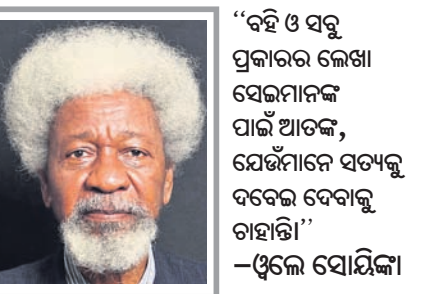 ‘‘ବହି ଓ ସବୁ
ପ୍ରକାରର ଲେଖା
ସେଇମାନଙ୍କ
ପାଇଁ ଆତଙ୍କ,
ଯେଉଁମାନେ ସତ୍ୟକୁ
ଦବେଇ ଦେବାକୁ
ଚାହାନ୍ତି।’’
–ୱଲେ ସୋୟିଙ୍କା